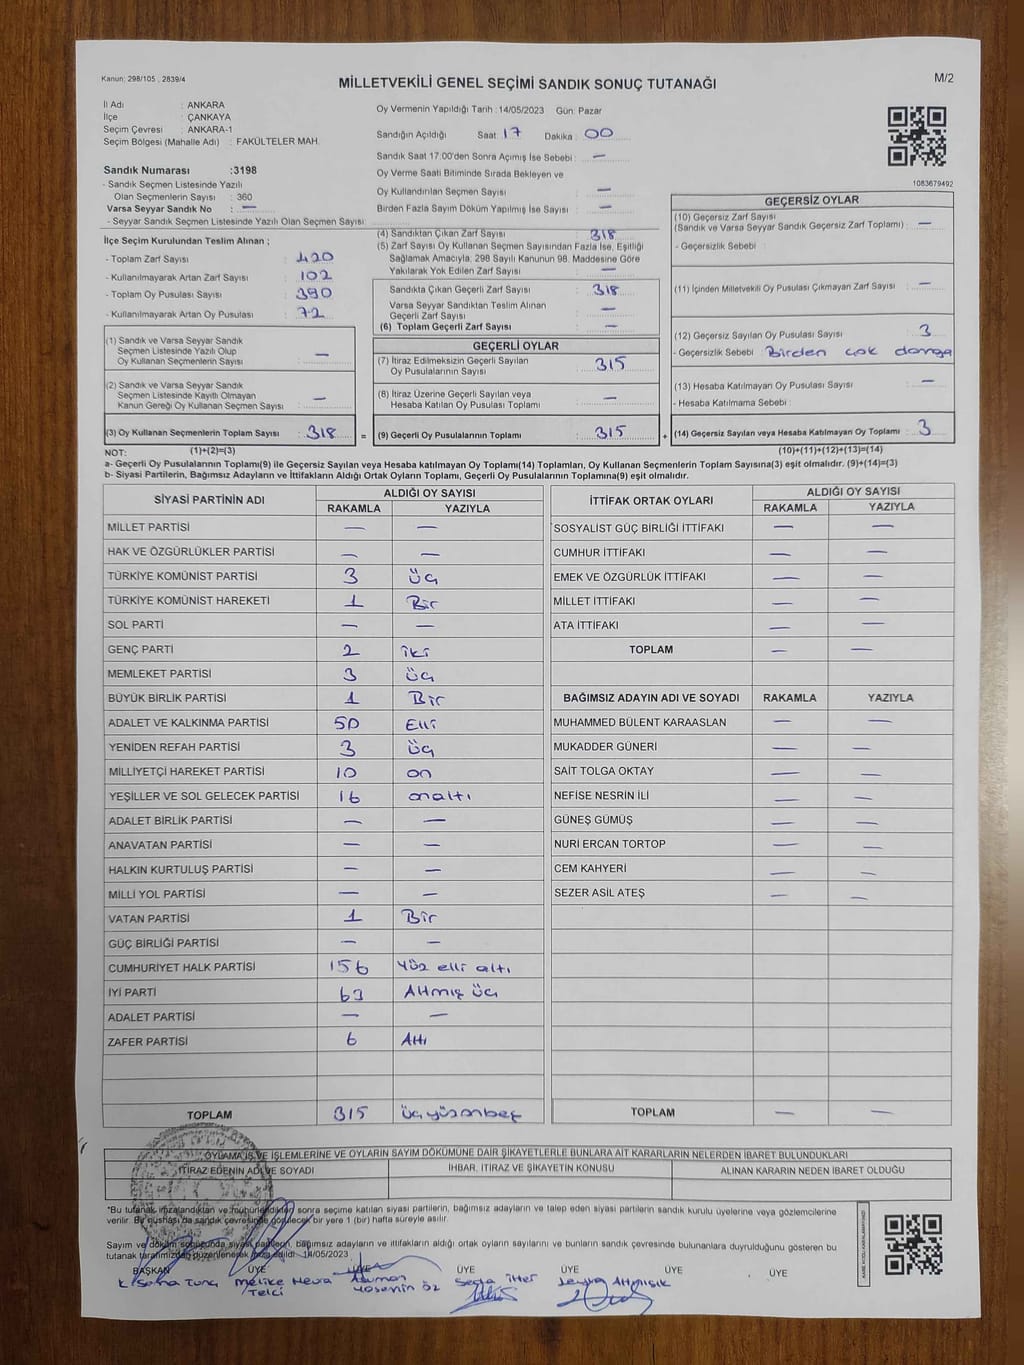 Kanun: 298/105 , 2839/4
M/2
MİLLETVEKİLİ GENEL SEÇİMİ SANDIK SONUÇ TUTANAĞI
İl Adı : ANKARA
İlçe : ÇANKAYA
Seçim Çevresi : ANKARA-1
Seçim Bölgesi (Mahalle Adı) : FAKÜLTELER MAH.
Sandık Numarası :3198
- Sandık Seçmen Listesinde Yazılı
Olan Seçmenlerin Sayısı : 360
Varsa Seyyar Sandık No : —
- Seyyar Sandık Seçmen Listesinde Yazılı Olan Seçmen Sayısı:
İlçe Seçim Kurulundan Teslim Alınan ;
- Toplam Zarf Sayısı 420
- Kullanılmayarak Artan Zarf Sayısı 102
- Toplam Oy Pusulası Sayısı 390
- Kullanılmayarak Artan Oy Pusulası 72
(1) Sandık ve Varsa Seyyar Sandık
Seçmen Listesinde Yazılı Olup
Oy Kullanan Seçmenlerin Sayısı —
(2) Sandık ve Varsa Seyyar Sandık
Seçmen Listesinde Kayıtlı Olmayan
Kanun Gereği Oy Kullanan Seçmen Sayısı —
(3) Oy Kullanan Seçmenlerin Toplam Sayısı : 318
Oy Vermenin Yapıldığı Tarih : 14/05/2023 Gün: Pazar
Sandığın Açıldığı Saat: 17 Dakika: 00
Sandık Saat 17:00'den Sonra Açımış İse Sebebi : —
Oy Verme Saati Bitiminde Sırada Bekleyen ve
Oy Kullandırılan Seçmen Sayısı —
Birden Fazla Sayım Döküm Yapılmış İse Sayısı —
(4) Sandıktan Çıkan Zarf Sayısı 318
(5) Zarf Sayısı Oy Kullanan Seçmen Sayısından Fazla İse, Eşitliği
Sağlamak Amacıyla, 298 Sayılı Kanunun 98. Maddesine Göre
Yakılarak Yok Edilen Zarf Sayısı —
Sandıkta Çıkan Geçerli Zarf Sayısı 318
Varsa Seyyar Sandıktan Teslim Alınan
Geçerli Zarf Sayısı —
(6) Toplam Geçerli Zarf Sayısı —
GEÇERLİ OYLAR
(7) İtiraz Edilmeksizin Geçerli Sayılan
Oy Pusulalarının Sayısı 315
(8) İtiraz Üzerine Geçerli Sayılan veya
Hesaba Katılan Oy Pusulası Toplamı —
= (9) Geçerli Oy Pusulalarının Toplamı : 315
1083679492
GEÇERSİZ OYLAR
(10) Geçersiz Zarf Sayısı
(Sandık ve Varsa Seyyar Sandık Geçersiz Zarf Toplamı) : —
- Geçersizlik Sebebi :
(11) İçinden Milletvekili Oy Pusulası Çıkmayan Zarf Sayısı : —
(12) Geçersiz Sayılan Oy Pusulası Sayısı 3
- Geçersizlik Sebebi : Birden çok damga
(13) Hesaba Katılmayan Oy Pusulası Sayısı : —
- Hesaba Katılmama Sebebi :
+ (14) Geçersiz Sayılan veya Hesaba Katılmayan Oy Toplamı : 3
NOT: (1)+(2)=(3) (10)+(11)+(12)+(13)=(14)
a- Geçerli Oy Pusulalarının Toplamı(9) ile Geçersiz Sayılan veya Hesaba katılmayan Oy Toplamı(14) Toplamları, Oy Kullanan Seçmenlerin Toplam Sayısına(3) eşit olmalıdır. (9)+(14)=(3)
b- Siyasi Partilerin, Bağımsız Adayların ve İttifakların Aldığı Ortak Oyların Toplamı, Geçerli Oy Pusulalarının Toplamına(9) eşit olmalıdır.
SİYASİ PARTİNİN ADI ALDIĞI OY SAYISI
RAKAMLA YAZIYLA
MİLLET PARTİSİ — —
HAK VE ÖZGÜRLÜKLER PARTİSİ — —
TÜRKİYE KOMÜNİST PARTİSİ 3 üç
TÜRKİYE KOMÜNİST HAREKETİ 1 Bir
SOL PARTİ — —
GENÇ PARTİ 2 iki
MEMLEKET PARTİSİ 3 üç
BÜYÜK BİRLİK PARTİSİ 1 Bir
ADALET VE KALKINMA PARTİSİ 50 Elli
YENİDEN REFAH PARTİSİ 3 üç
MİLLİYETÇİ HAREKET PARTİSİ 10 on
YEŞİLLER VE SOL GELECEK PARTİSİ 16 onaltı
ADALET BİRLİK PARTİSİ — —
ANAVATAN PARTİSİ — —
HALKIN KURTULUŞ PARTİSİ — —
MİLLİ YOL PARTİSİ — —
VATAN PARTİSİ 1 Bir
GÜÇ BİRLİĞİ PARTİSİ — —
CUMHURİYET HALK PARTİSİ 156 Yüz elli altı
İYİ PARTİ 63 Altmış üç
ADALET PARTİSİ — —
ZAFER PARTİSİ 6 Altı
TOPLAM 315 üçyüzonbeş
İTTİFAK ORTAK OYLARI ALDIĞI OY SAYISI
RAKAMLA YAZIYLA
SOSYALİST GÜÇ BİRLİĞİ İTTİFAKI — —
CUMHUR İTTİFAKI — —
EMEK VE ÖZGÜRLÜK İTTİFAKI — —
MİLLET İTTİFAKI — —
ATA İTTİFAKI — —
TOPLAM — —
BAĞIMSIZ ADAYIN ADI VE SOYADI RAKAMLA YAZIYLA
MUHAMMED BÜLENT KARAASLAN — —
MUKADDER GÜNERİ — —
SAİT TOLGA OKTAY — —
NEFİSE NESRİN İLİ — —
GÜNEŞ GÜMÜŞ — —
NURİ ERCAN TORTOP — —
CEM KAHYERİ — —
SEZER ASİL ATEŞ — —
TOPLAM — —
OYLAMA İŞ VE İŞLEMLERİNE VE OYLARIN SAYIM DÖKÜMÜNE DAİR ŞİKAYETLERLE BUNLARA AİT KARARLARIN NELERDEN İBARET BULUNDUKLARI
İTİRAZ EDENİN ADI VE SOYADI İHBAR, İTİRAZ VE ŞİKAYETİN KONUSU ALINAN KARARIN NEDEN İBARET OLDUĞU
*Bu tutanak imzalandıktan ve mühürlendikten sonra seçime katılan siyasi partilerin, bağımsız adayların ve talep eden siyasi partilerin sandık kurulu üyelerine veya gözlemcilerine
verilir. Bir nüshası da sandık çevresinde görülecek bir yere 1 (bir) hafta süreyle asılır.
Sayım ve döküm sonucunda siyasi partilerin, bağımsız adayların ve ittifakların aldığı ortak oyların sayılarını ve bunların sandık çevresinde bulunanlara duyrulduğunu gösteren bu
tutanak tarafımızdan düzenlenerek imza edildi. 14/05/2023
BAŞKAN ÜYE ÜYE ÜYE ÜYE ÜYE ÜYE
Melike Nevra
Telci